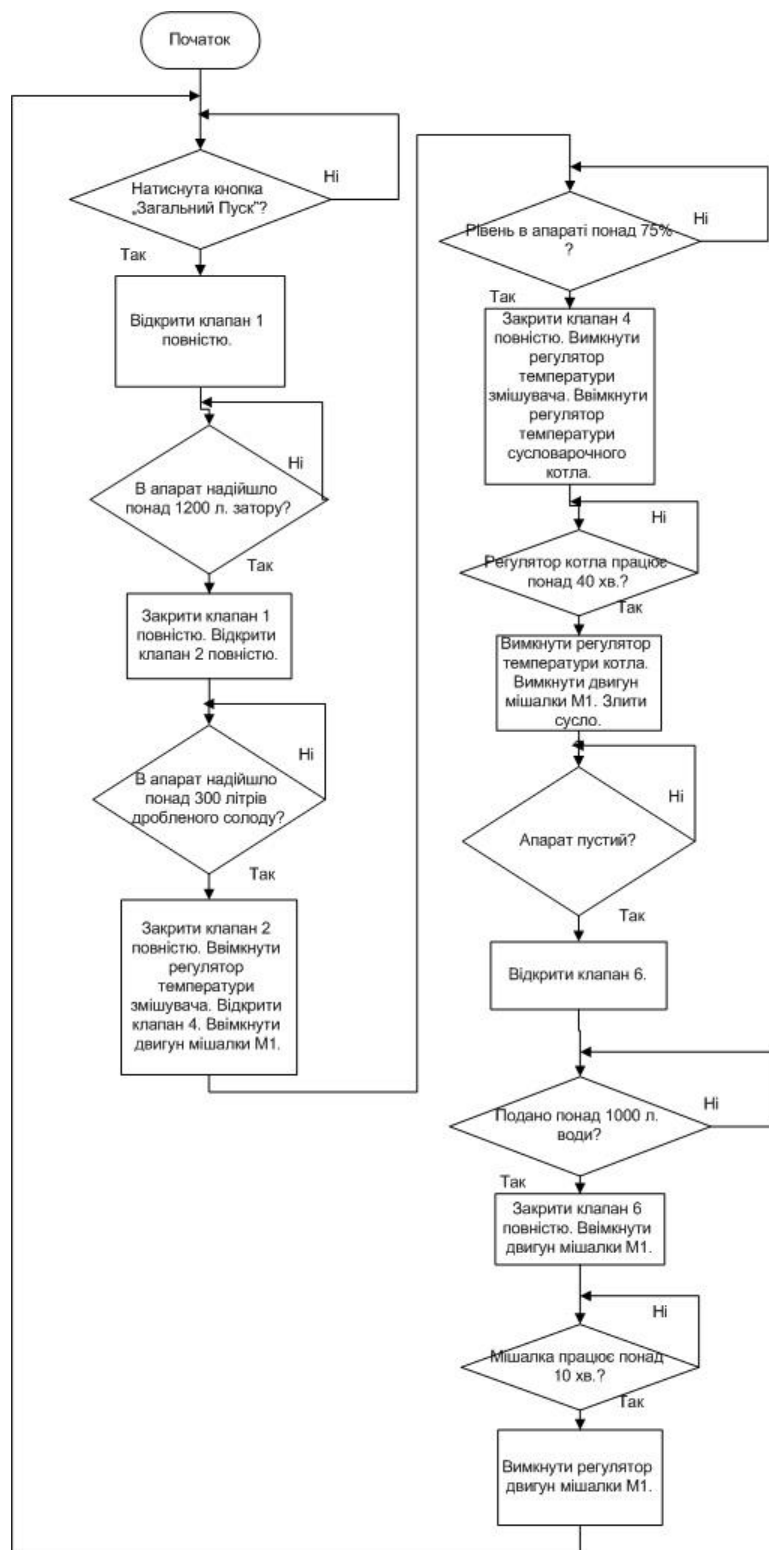 Початок
Натиснута кнопка
„Загальний Пуск"?
Ні
Так
Відкрити клапан 1
повністю.
Ні
В апарат надійшло
понад 1200 л. затору?
Так
Закрити клапан 1
повністю. Відкрити
клапан 2 повністю.
Ні
В апарат надійшло
понад 300 літрів
дробленого солоду?
Так
Закрити клапан 2
повністю. Ввімкнути
регулятор
температури
змішувача. Відкрити
клапан 4. Ввімкнути
двигун мішалки М1.
Ні
Рівень в апараті понад 75%
?
Так
Закрити клапан 4
повністю. Вимкнути
регулятор
температури
змішувача. Ввімкнути
регулятор
температури
сусловарочного
котла.
Ні
Регулятор котла працює
понад 40 хв.?
Так
Вимкнути регулятор
температури котла.
Вимкнути двигун
мішалки М1. Злити
сусло.
Ні
Апарат пустий?
Так
Відкрити клапан 6.
Ні
Подано понад 1000 л.
води?
Так
Закрити клапан 6
повністю. Ввімкнути
двигун мішалки М1.
Ні
Мішалка працює понад
10 хв.?
Так
Вимкнути регулятор
двигун мішалки М1.